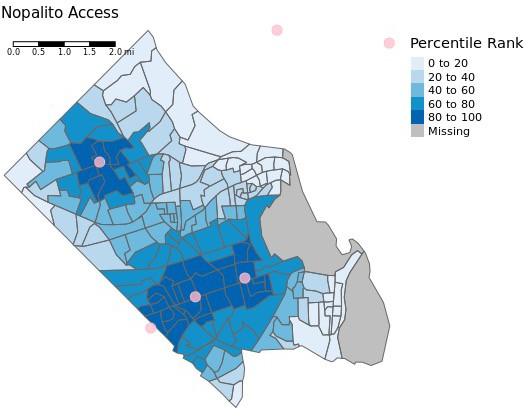 Nopalito Access
0.0 0.5 1.0 1.5 2.0 mi
Percentile Rank
0 to 20
20 to 40
40 to 60
60 to 80
80 to 100
Missing